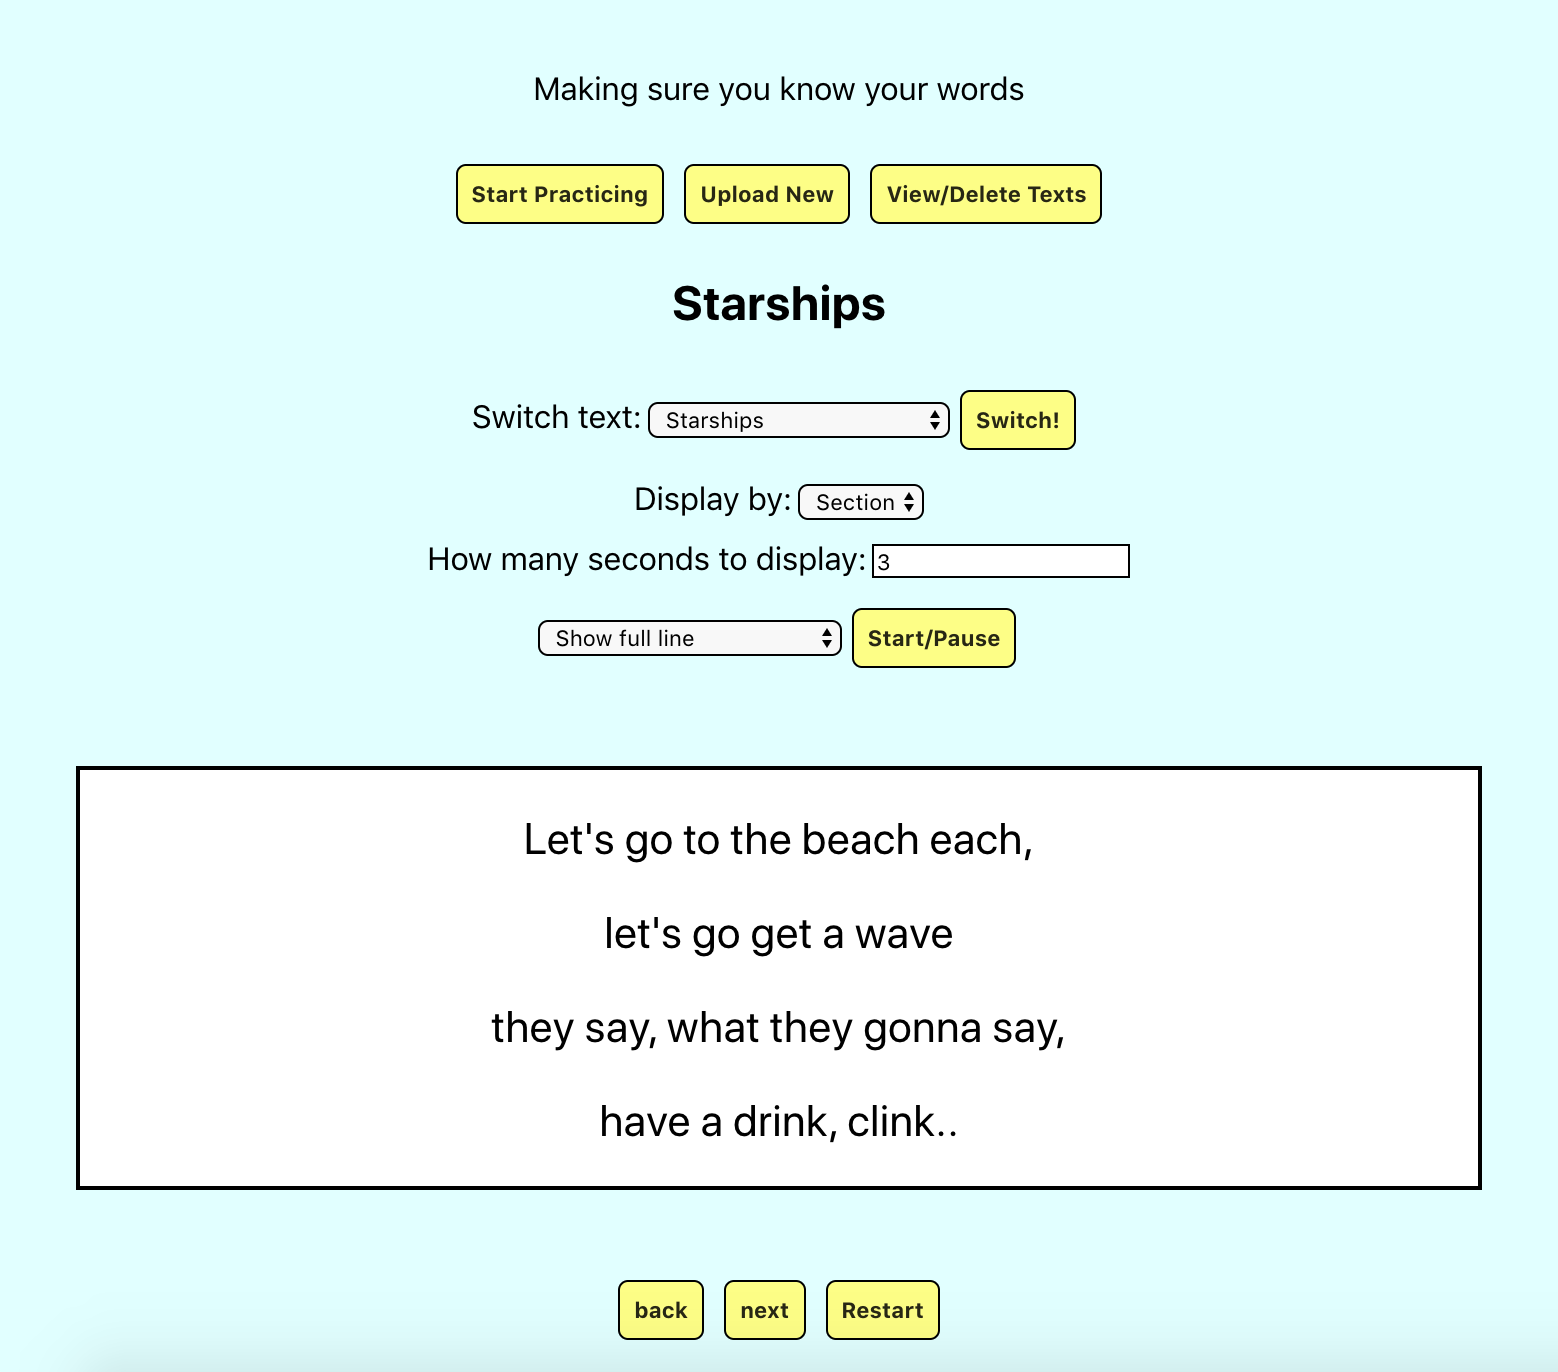 Making sure you know your words
Start Practicing Upload New View/Delete Texts
Starships
Switch text: Starships Switch!
Display by: Section
How many seconds to display: 3
Show full line Start/Pause
Let's go to the beach each,
let's go get a wave
they say, what they gonna say,
have a drink, clink..
back next Restart